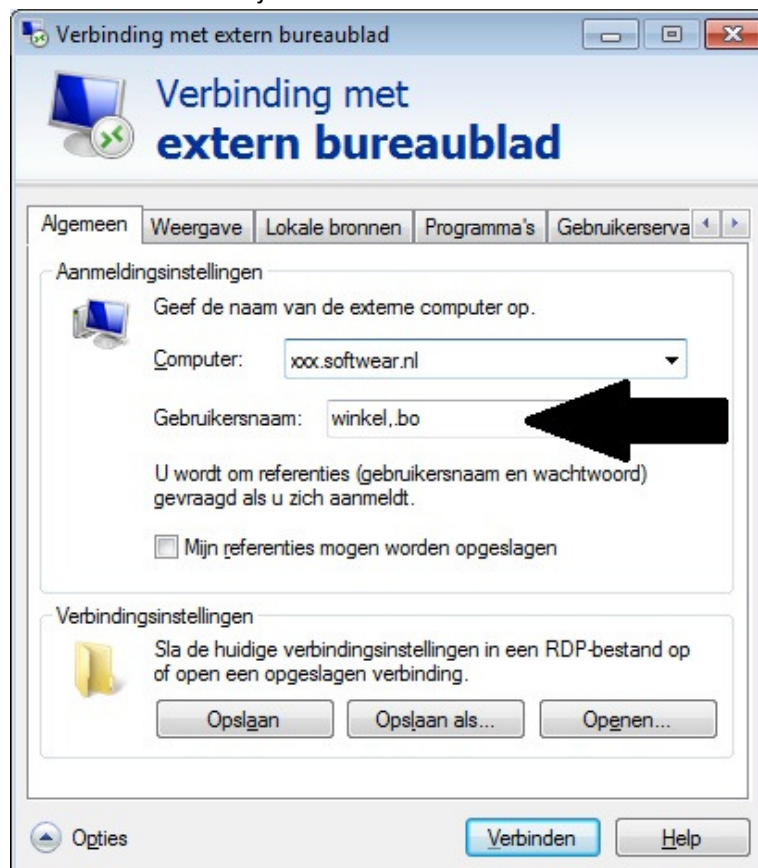 Verbinding met extern bureaublad
Verbinding met
extern bureaublad
Algemeen Weergave Lokale bronnen Programma's Gebruikerserva
Aanmeldingsinstellingen
Geef de naam van de externe computer op.
Computer: xxx.softwear.nl
Gebruikersnaam: winkel,.bo
U wordt om referenties (gebruikersnaam en wachtwoord)
gevraagd als u zich aanmeldt.
Mijn referenties mogen worden opgeslagen
Verbindingsinstellingen
Sla de huidige verbindingsinstellingen in een RDP-bestand op
of open een opgeslagen verbinding.
Opslaan Opslaan als... Openen...
Opties Verbinden Help